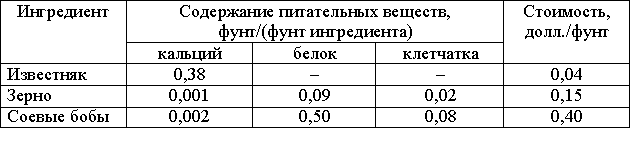 Ингредиент Содержание питательных веществ, Стоимость,
фунт/(фунт ингредиента) долл./фунт
кальций белок клетчатка
Известняк 0,38 – – 0,04
Зерно 0,001 0,09 0,02 0,15
Соевые бобы 0,002 0,50 0,08 0,40